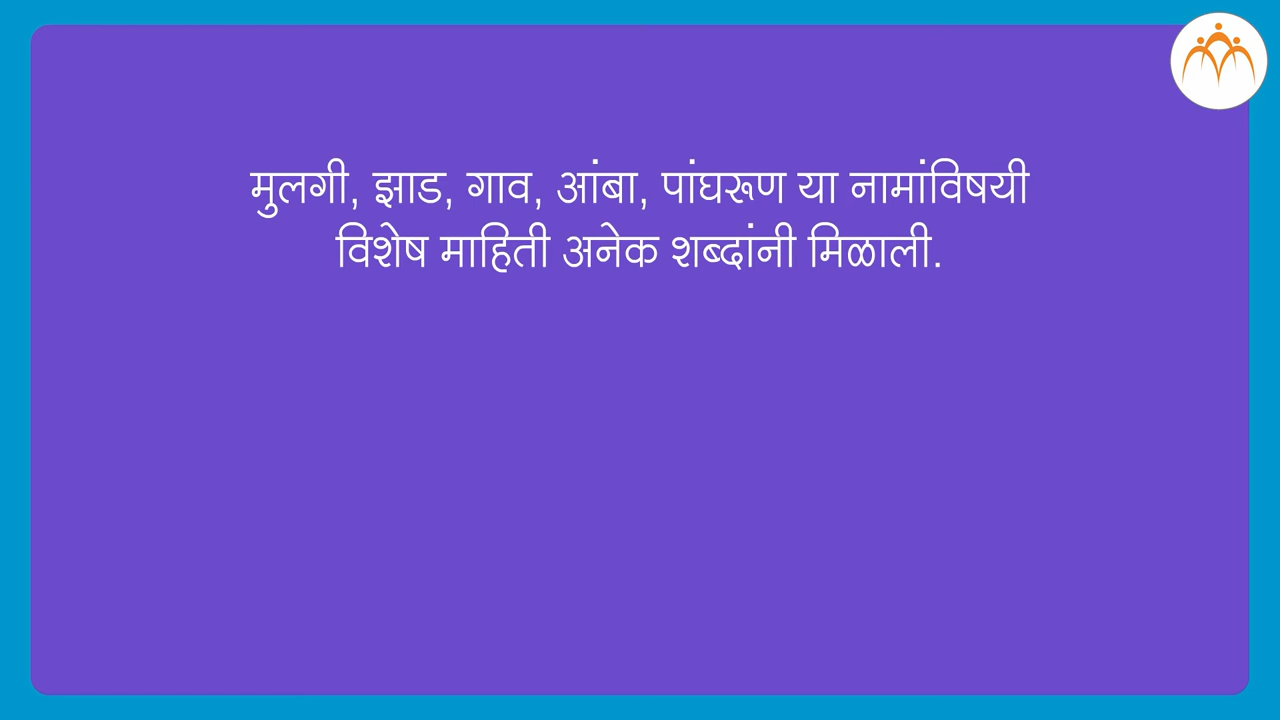 मुलगी, झाड, गाव, आंबा, पांघरूण या नामांविषयी
विशेष माहिती अनेक शब्दांनी मिळाली.